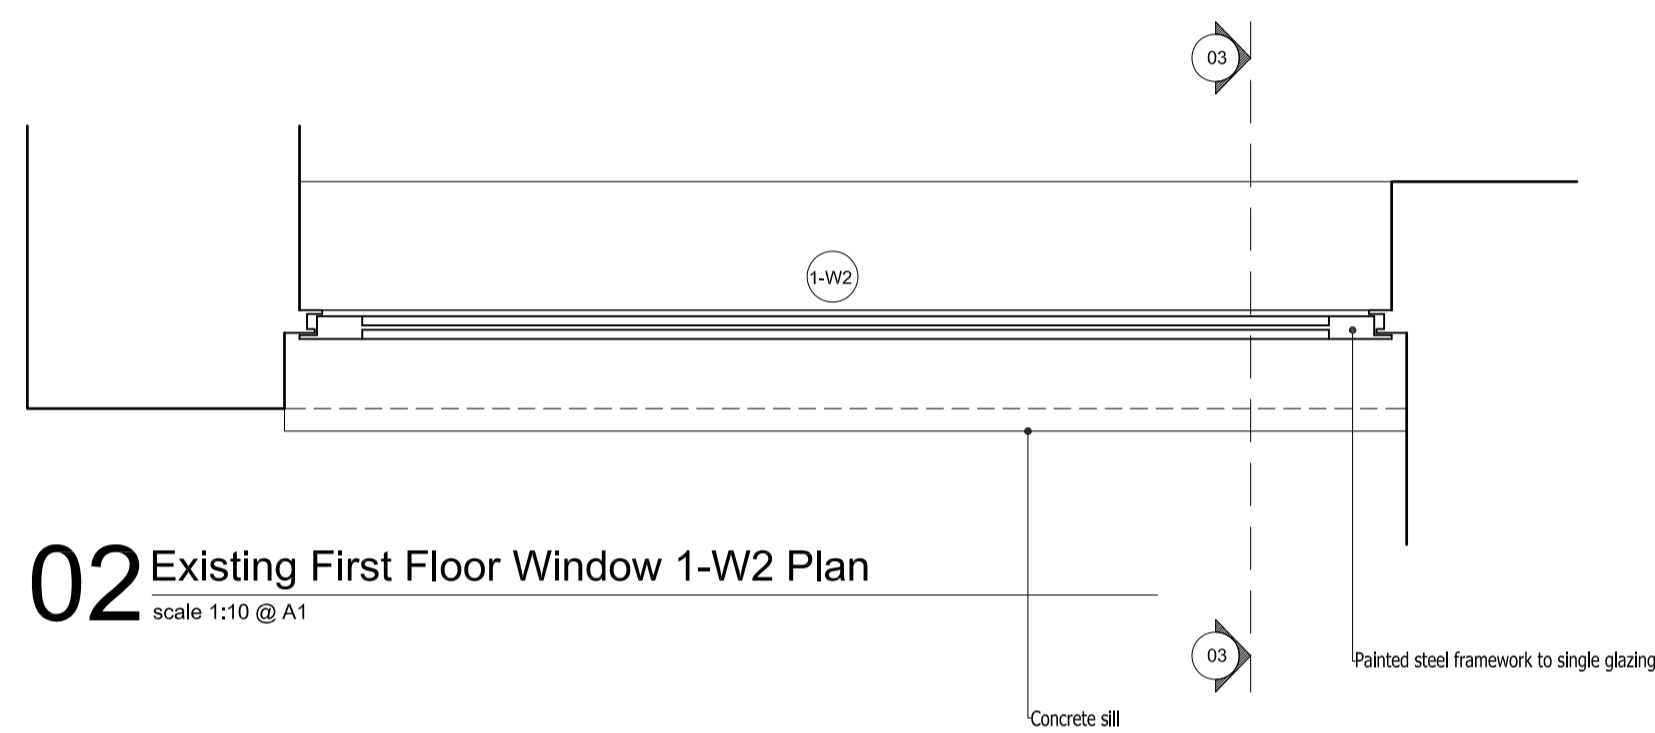 03
1-W2
02 Existing First Floor Window 1-W2 Plan
scale 1:10 @ A1
03
Painted steel framework to single glazing
Concrete sill